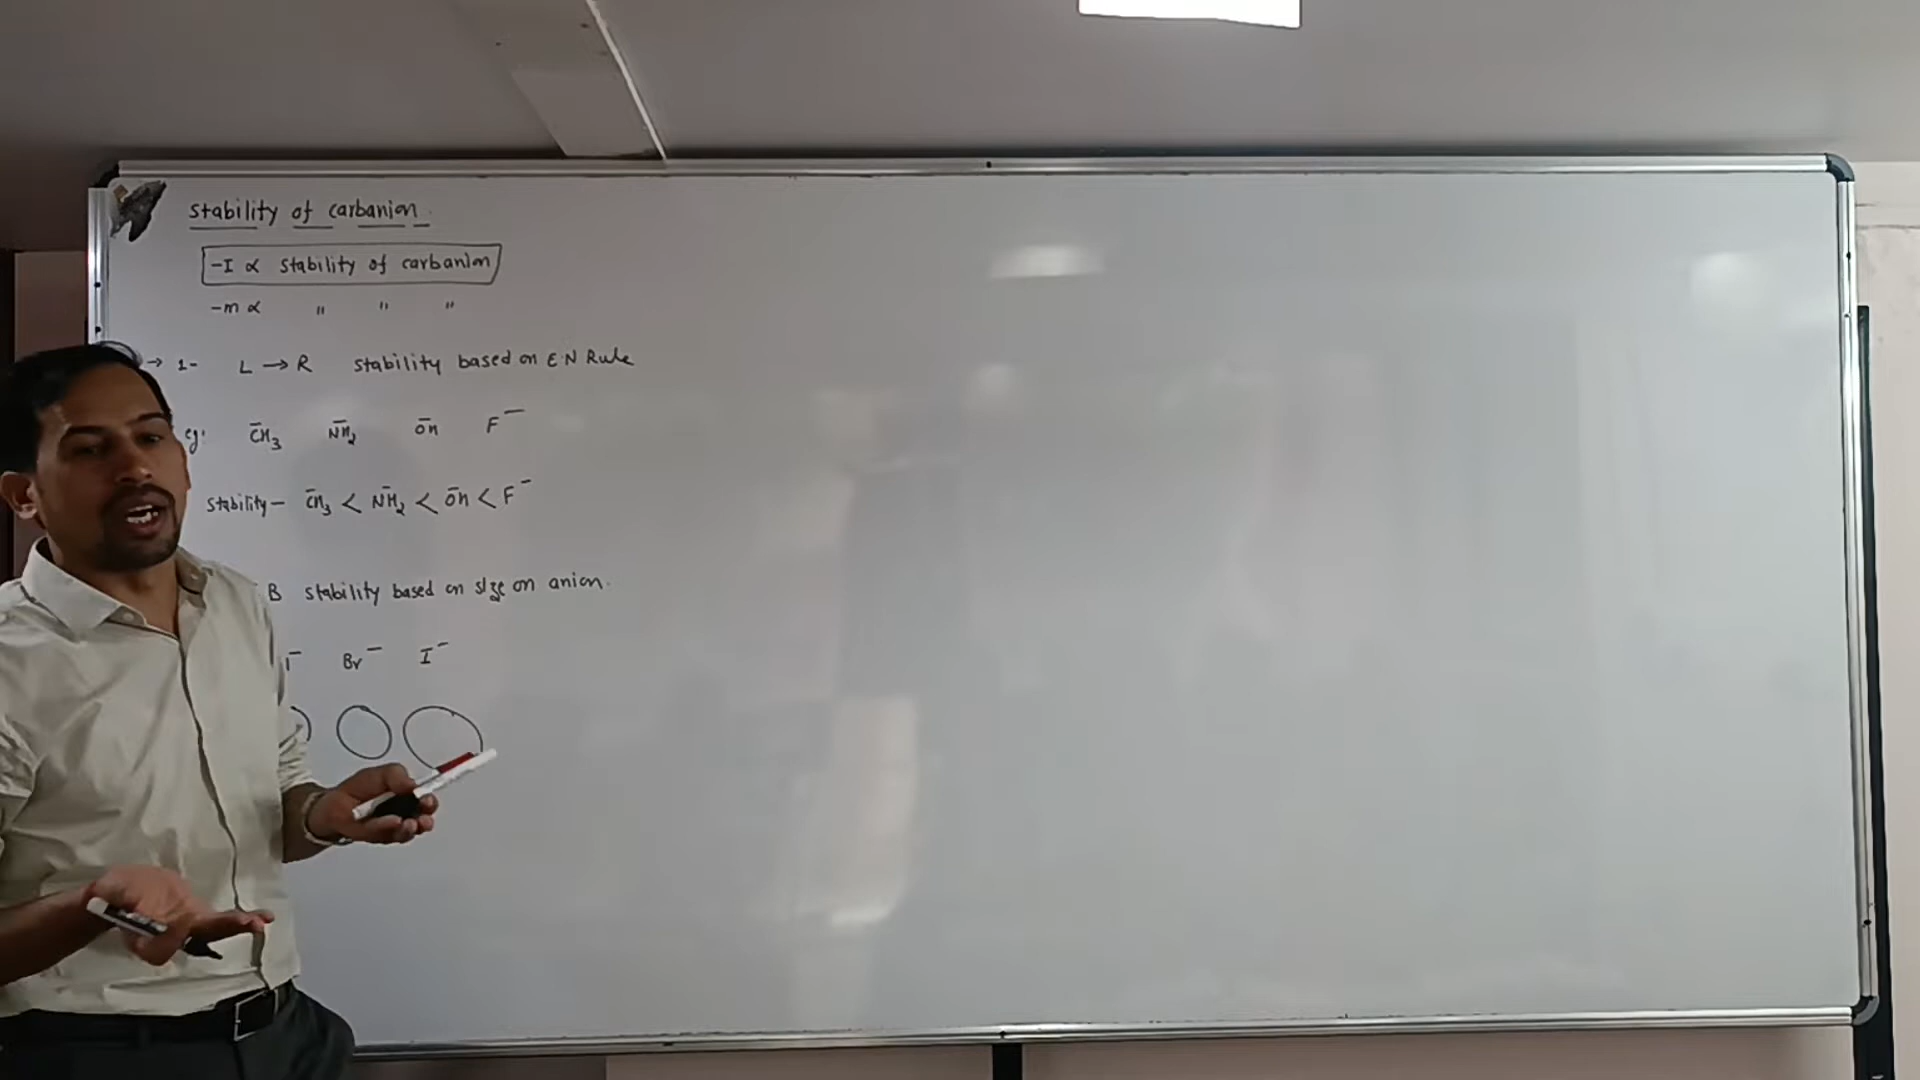 Stability of carbanion.
-I ∝ Stability of carbanion
-m ∝ " " "
→ 1- L → R Stability based on EN Rule
eg: C̄H₃ N̄H₂ ŌH F⁻
Stability- C̄H₃ < N̄H₂ < ŌH < F⁻
B stability based on size on anion.
Br⁻ I⁻